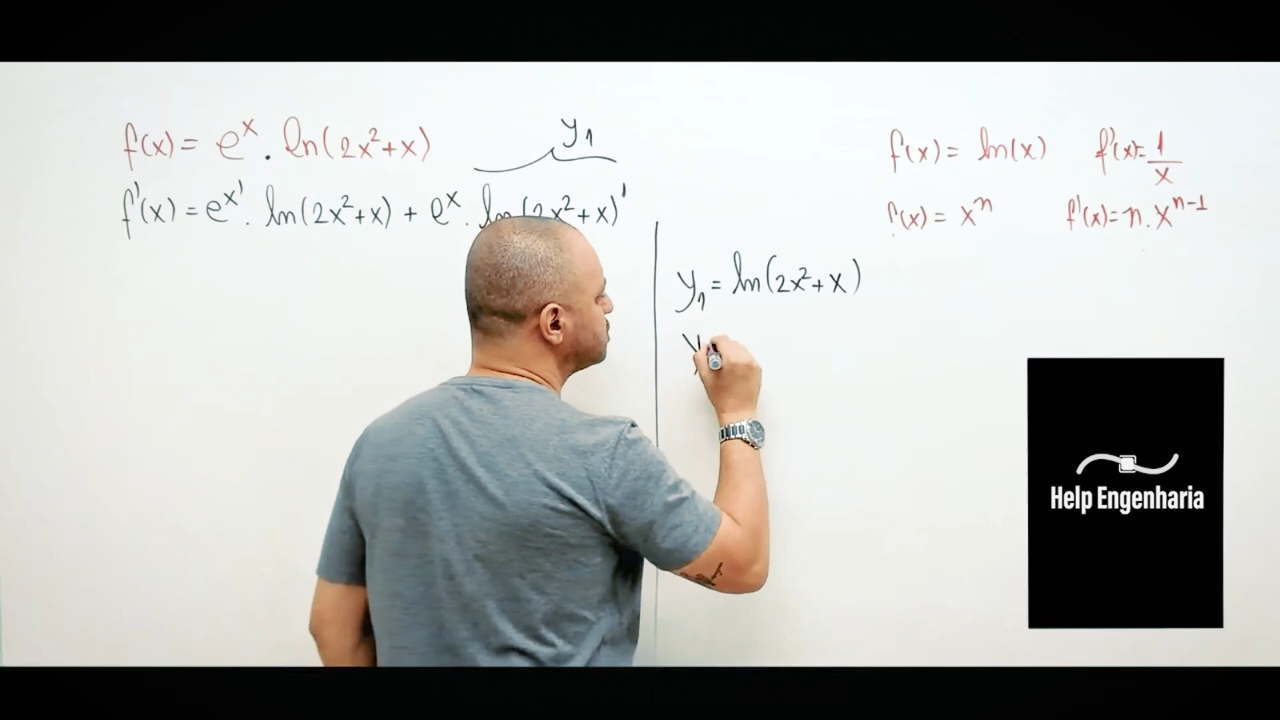 f(x) = e^x . ln(2x²+x)
y₁
f'(x) = e^x' . ln(2x²+x) + e^x . ln(2x²+x)'
y₁ = ln(2x²+x)
y
f(x) = ln(x) f'(x) = 1/x
f(x) = x^n f'(x) = n.x^(n-1)
Help Engenharia